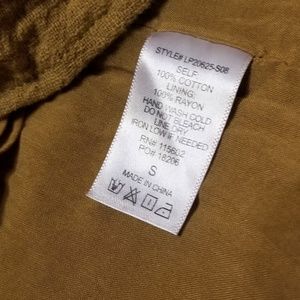 STYLE# LP20625-S08
SELF:
100% COTTON
LINING:
100% RAYON
HAND WASH COLD
DO NOT BLEACH
LINE DRY
IRON LOW IF NEEDED
RN# 115602
PO# 18206
S
MADE IN CHINA